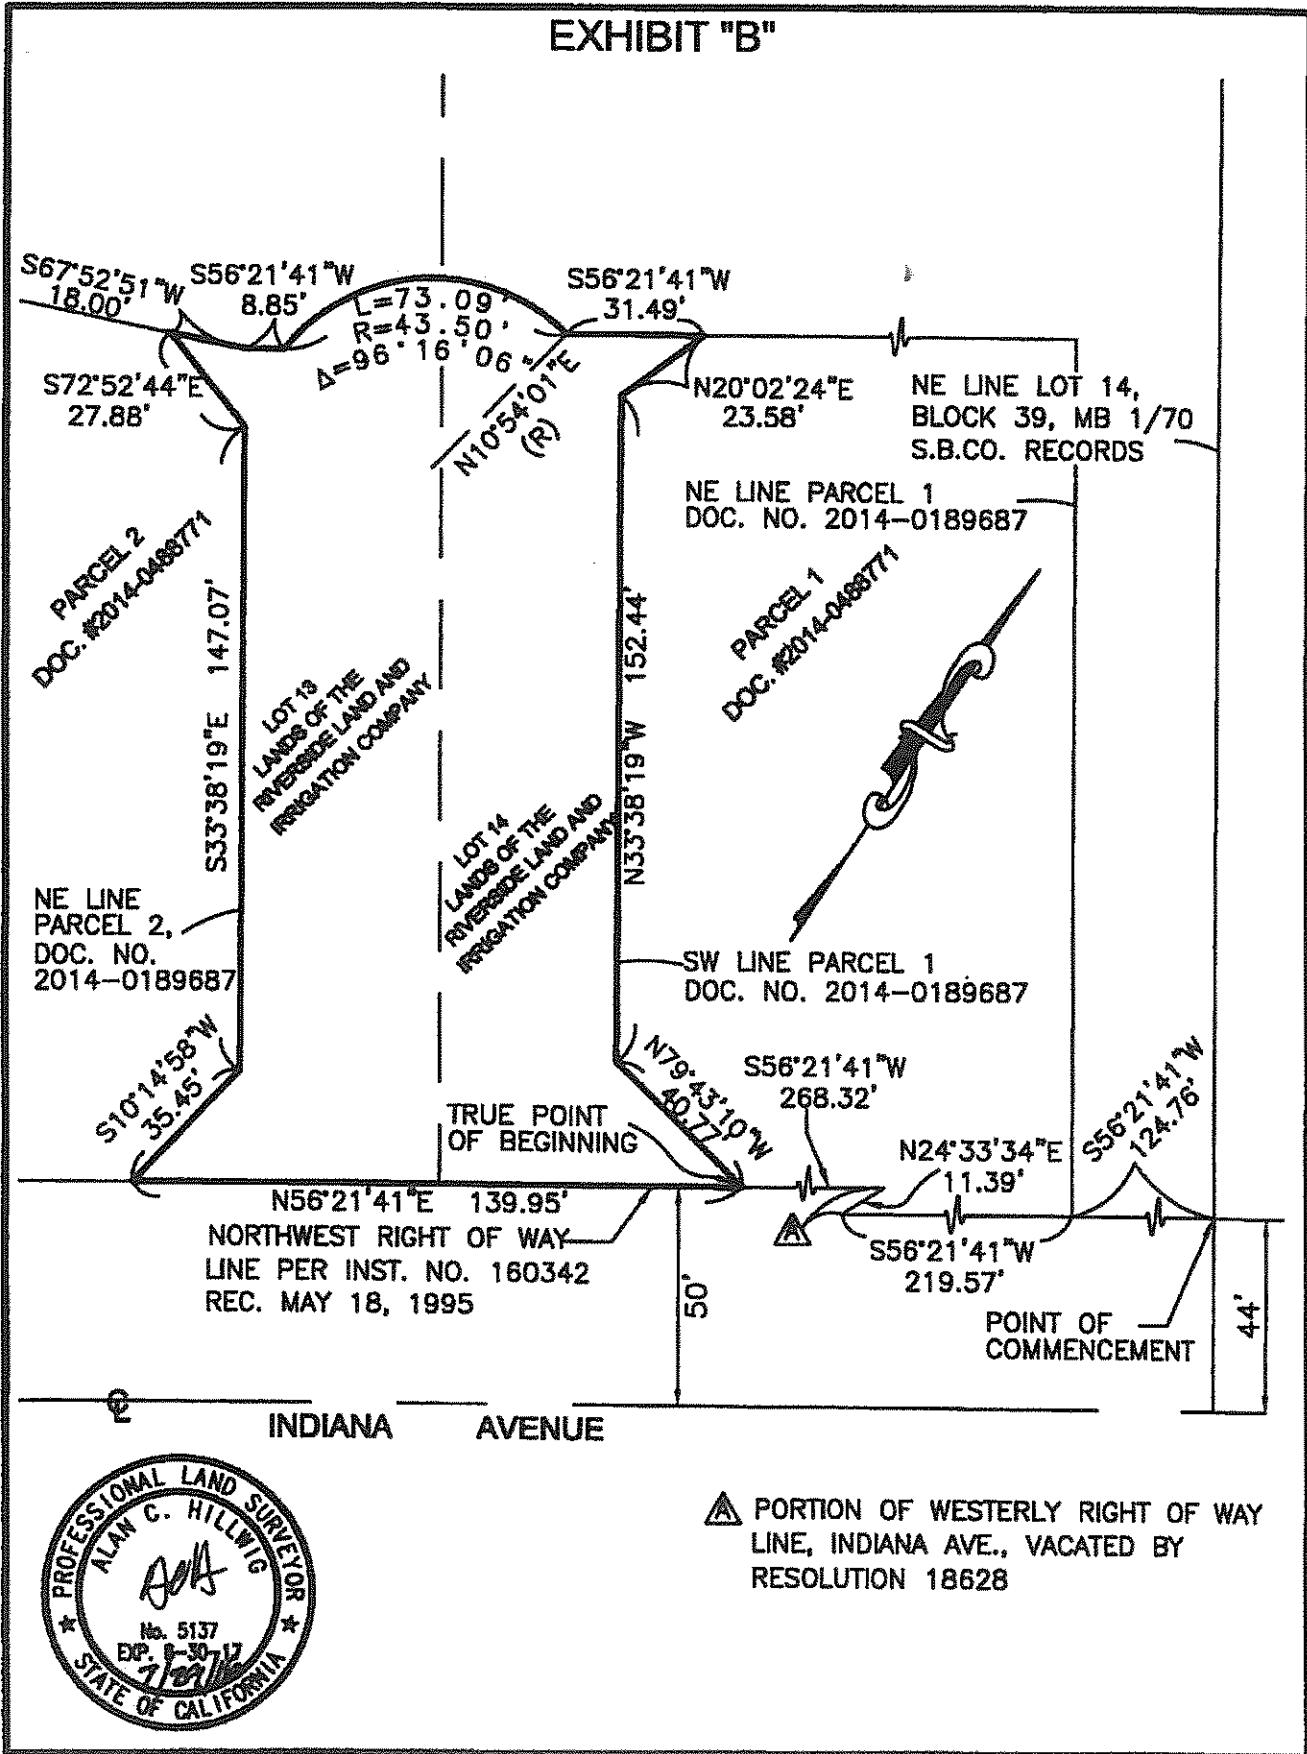 EXHIBIT "B"
S67°52'51"W
18.00'
S56°21'41"W
8.85'
L=73.09'
R=43.50'
Δ=96°16'06"
S56°21'41"W
31.49'
N10°54'01"E
(R)
S72°52'44"E
27.88'
N20°02'24"E
23.58'
NE LINE LOT 14,
BLOCK 39, MB 1/70
S.B.CO. RECORDS
NE LINE PARCEL 1
DOC. NO. 2014-0189687
PARCEL 2
DOC. #2014-0488771
S33°38'19"E 147.07'
LOT 13
LANDS OF THE
RIVERSIDE LAND AND
IRRIGATION COMPANY
N33°38'19"W 152.44'
PARCEL 1
DOC. #2014-0488771
LOT 14
LANDS OF THE
RIVERSIDE LAND AND
IRRIGATION COMPANY
NE LINE
PARCEL 2,
DOC. NO.
2014-0189687
SW LINE PARCEL 1
DOC. NO. 2014-0189687
S10°14'58"W
35.45'
N79°43'10"W
40.77'
S56°21'41"W
268.32'
S56°21'41"W
124.76'
TRUE POINT
OF BEGINNING
N24°33'34"E
11.39'
N56°21'41"E 139.95'
NORTHWEST RIGHT OF WAY
LINE PER INST. NO. 160342
REC. MAY 18, 1995
A
S56°21'41"W
219.57'
50'
44'
POINT OF
COMMENCEMENT
CL
INDIANA AVENUE
PROFESSIONAL LAND SURVEYOR
ALAN C. HILLWIG
No. 5137
EXP.
STATE OF CALIFORNIA
A PORTION OF WESTERLY RIGHT OF WAY
LINE, INDIANA AVE., VACATED BY
RESOLUTION 18628